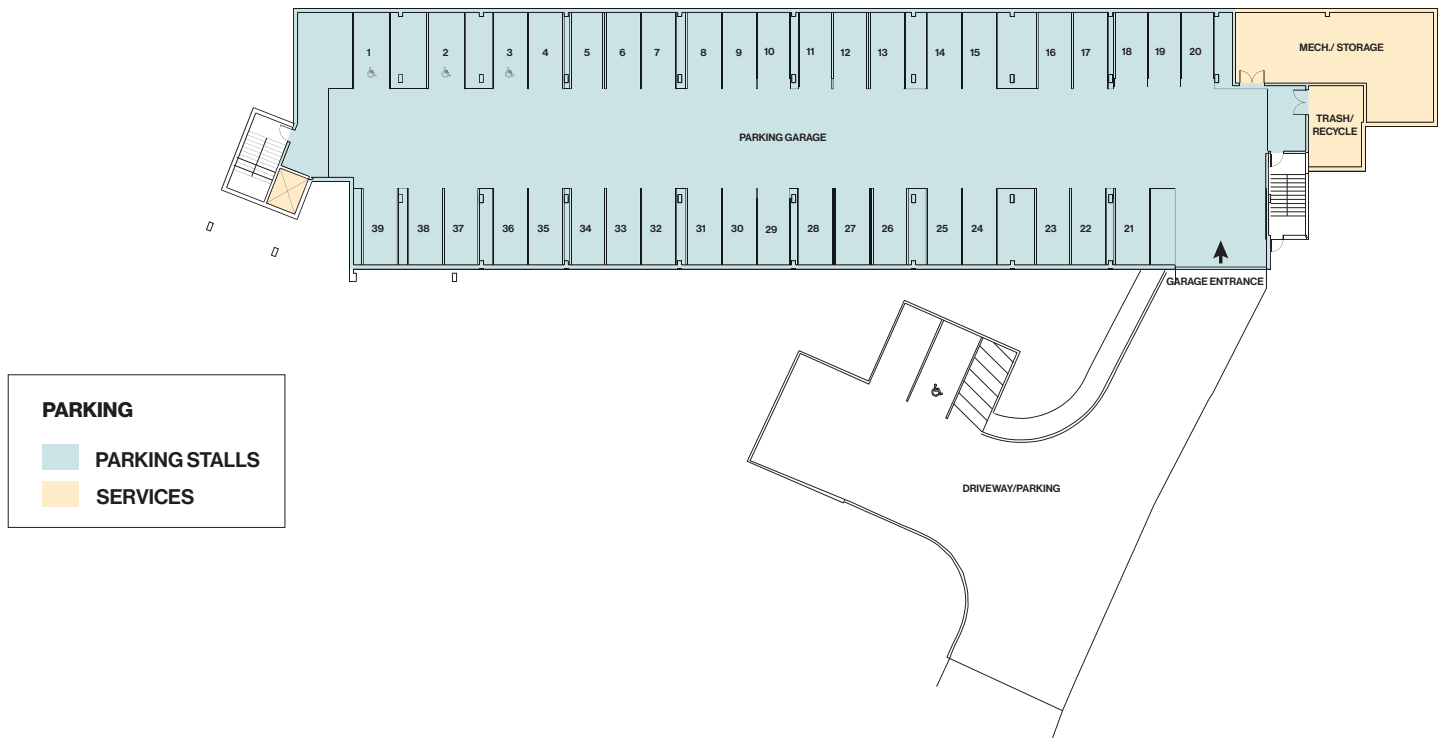 1 2 3 4 5 6 7 8 9 10 11 12 13 14 15 16 17 18 19 20
MECH./ STORAGE
TRASH/
RECYCLE
PARKING GARAGE
39 38 37 36 35 34 33 32 31 30 29 28 27 26 25 24 23 22 21
GARAGE ENTRANCE
PARKING
PARKING STALLS
SERVICES
DRIVEWAY/PARKING